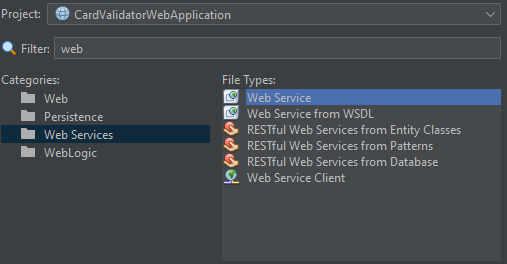 Project: CardValidatorWebApplication
Filter: web
Categories:
Web
Persistence
Web Services
WebLogic
File Types:
Web Service
Web Service from WSDL
RESTful Web Services from Entity Classes
RESTful Web Services from Patterns
RESTful Web Services from Database
Web Service Client